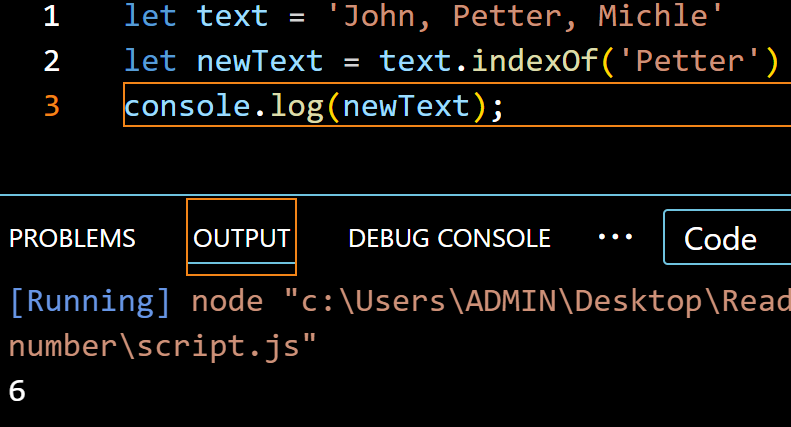 1 let text = 'John, Petter, Michle'
2 let newText = text.indexOf('Petter')
3 console.log(newText);
PROBLEMS OUTPUT DEBUG CONSOLE ... Code
[Running] node "c:\Users\ADMIN\Desktop\Read
number\script.js"
6